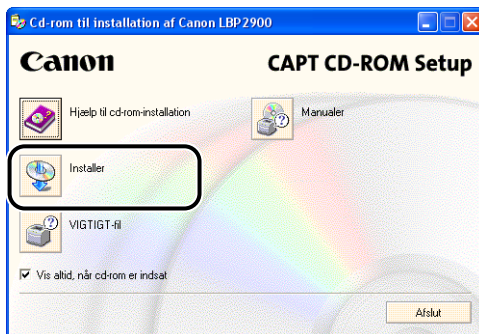 Cd-rom til installation af Canon LBP2900
Canon
CAPT CD-ROM Setup
Hjælp til cd-rom-installation
Manualer
Installer
VIGTIGT-fil
Vis altid, når cd-rom er indsat
Afslut